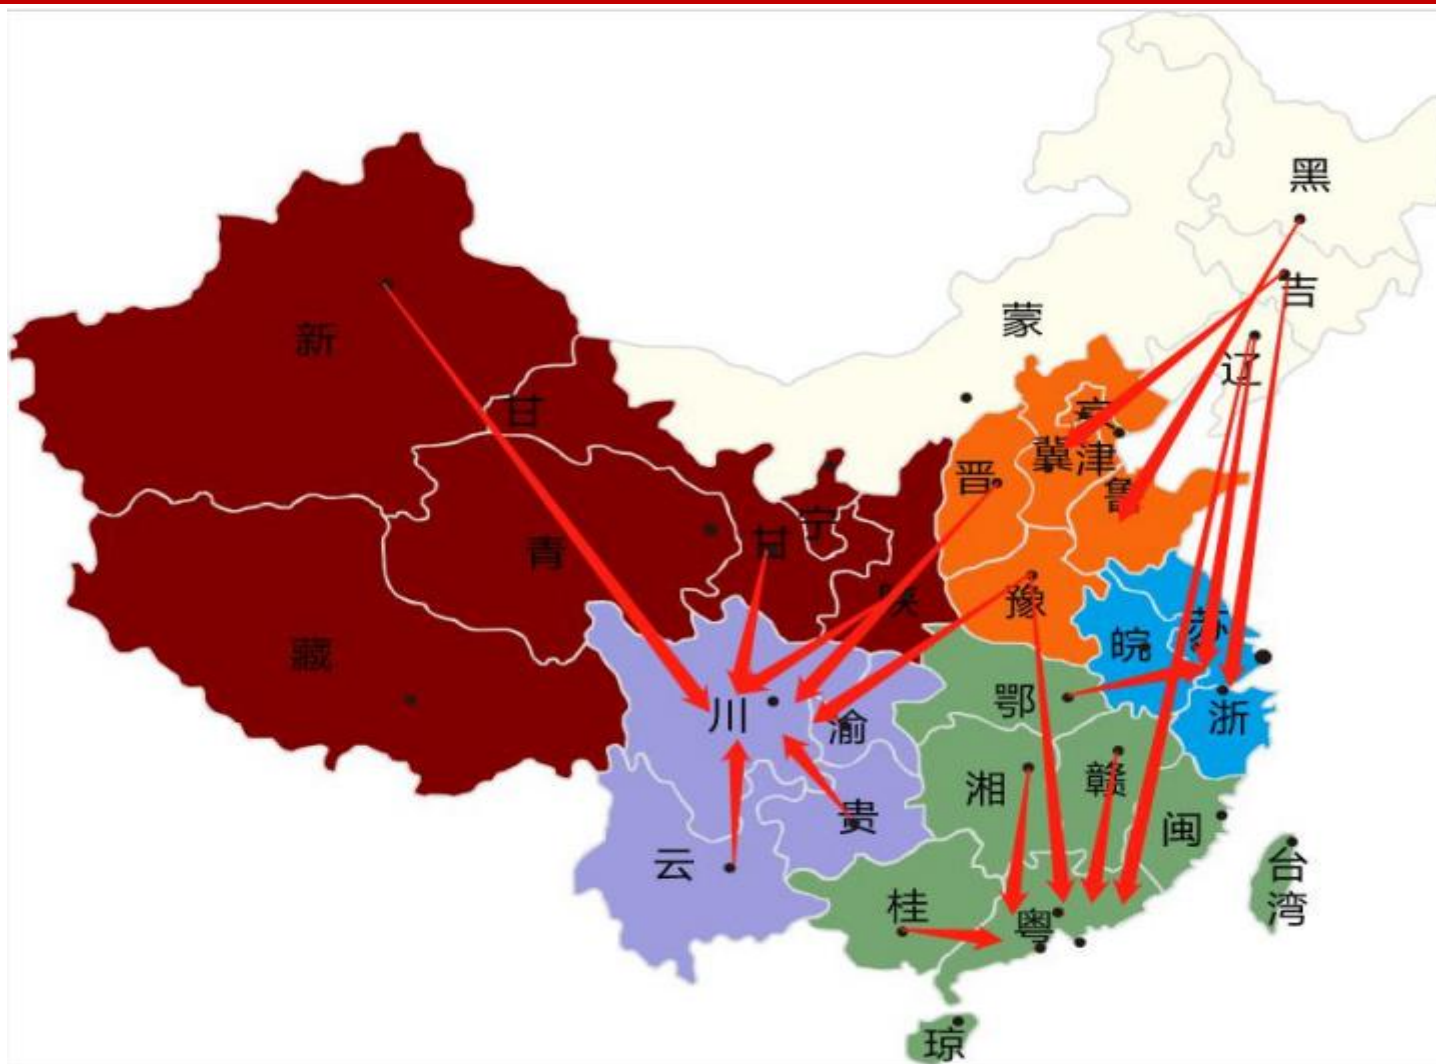 黑
吉
蒙
辽
新
甘
京
冀
津
晋
鲁
宁
甘
青
陕
豫
苏
皖
藏
鄂
川
渝
浙
湘
赣
贵
闽
云
台
湾
桂
粤
琼